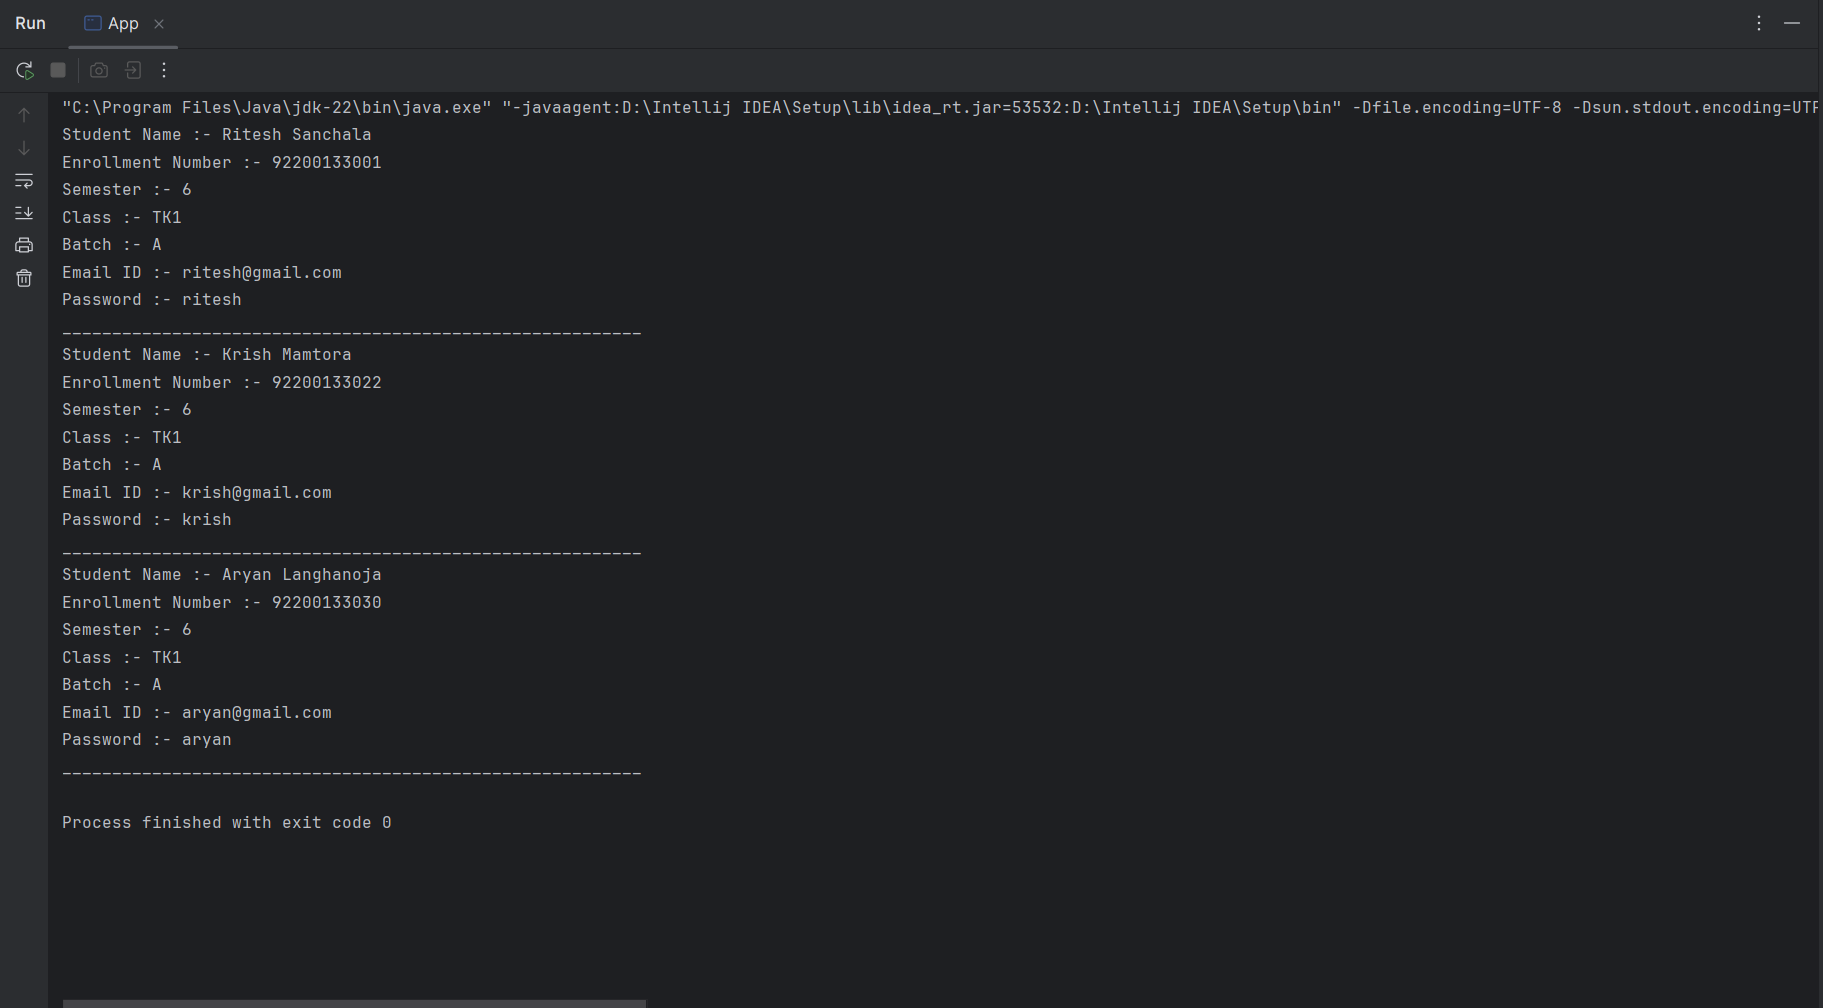 Run App
"C:\Program Files\Java\jdk-22\bin\java.exe" "-javaagent:D:\Intellij IDEA\Setup\lib\idea_rt.jar=53532:D:\Intellij IDEA\Setup\bin" -Dfile.encoding=UTF-8 -Dsun.stdout.encoding=UTF
Student Name :- Ritesh Sanchala
Enrollment Number :- 92200133001
Semester :- 6
Class :- TK1
Batch :- A
Email ID :- ritesh@gmail.com
Password :- ritesh
__________________________________________________________
Student Name :- Krish Mamtora
Enrollment Number :- 92200133022
Semester :- 6
Class :- TK1
Batch :- A
Email ID :- krish@gmail.com
Password :- krish
__________________________________________________________
Student Name :- Aryan Langhanoja
Enrollment Number :- 92200133030
Semester :- 6
Class :- TK1
Batch :- A
Email ID :- aryan@gmail.com
Password :- aryan
__________________________________________________________
Process finished with exit code 0